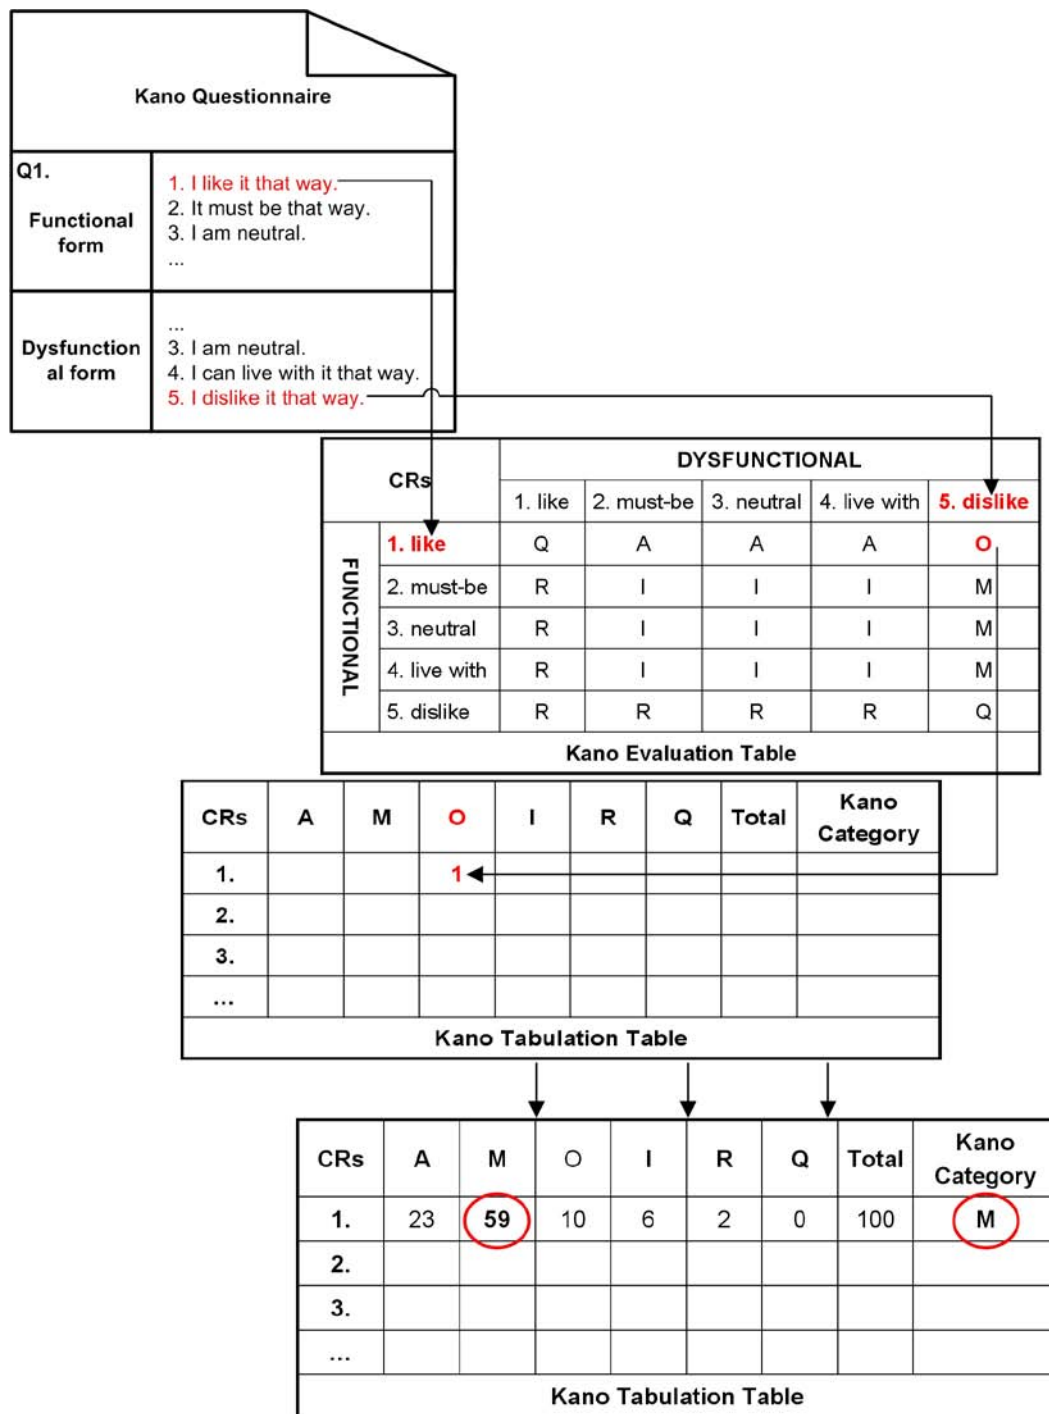 Kano Questionnaire
Q1.
Functional
form
1. I like it that way.
2. It must be that way.
3. I am neutral.
...
Dysfunction
al form
...
3. I am neutral.
4. I can live with it that way.
5. I dislike it that way.
CRs
DYSFUNCTIONAL
1. like 2. must-be 3. neutral 4. live with 5. dislike
FUNCTIONAL
1. like Q A A A O
2. must-be R I I I M
3. neutral R I I I M
4. live with R I I I M
5. dislike R R R R Q
Kano Evaluation Table
CRs A M O I R Q Total Kano
Category
1. 1
2.
3.
...
Kano Tabulation Table
CRs A M O I R Q Total Kano
Category
1. 23 59 10 6 2 0 100 M
2.
3.
...
Kano Tabulation Table